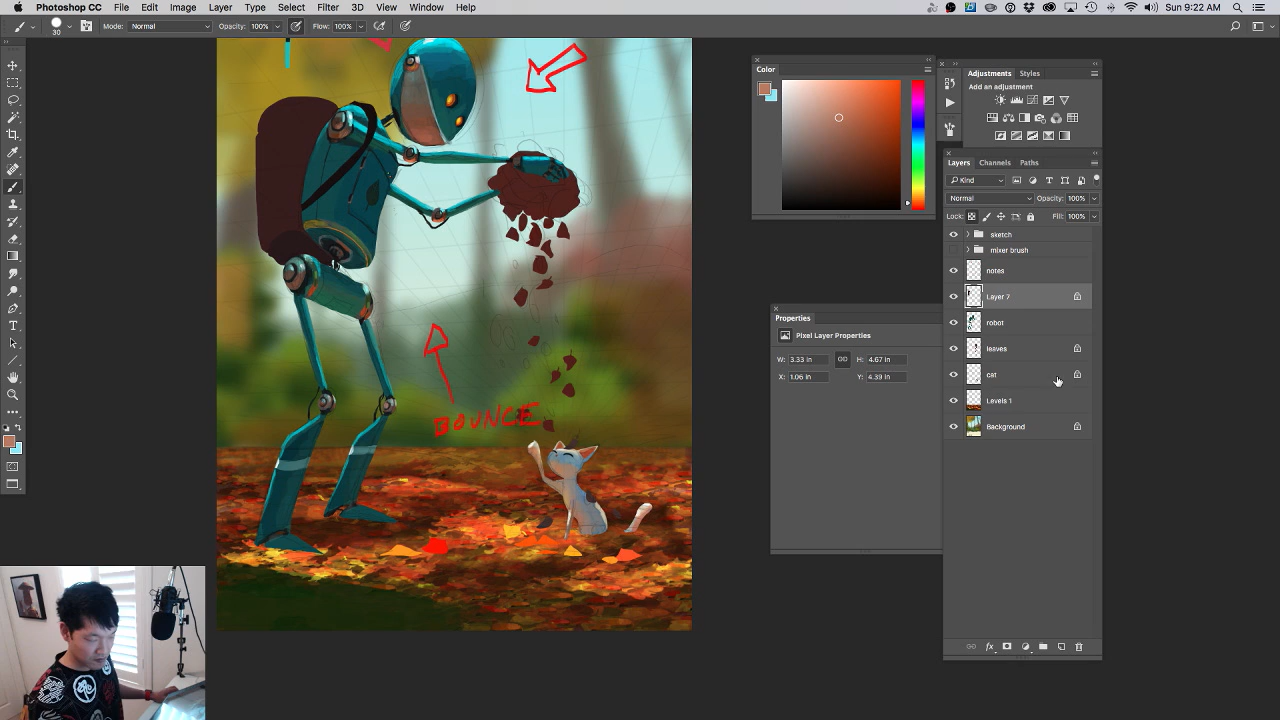 Photoshop CC File Edit Image Layer Type Select Filter 3D View Window Help
Sun 9:22 AM
30 Mode: Normal Opacity: 100% Flow: 100%
Color
Adjustments Styles
Add an adjustment
Layers Channels Paths
Kind
Normal Opacity: 100%
Lock: Fill: 100%
sketch
mixer brush
notes
Layer 7
robot
leaves
cat
Levels 1
Background
Properties
Pixel Layer Properties
W: 3.33 in H: 4.67 in
X: 1.06 in Y: 4.39 in
BOUNCE